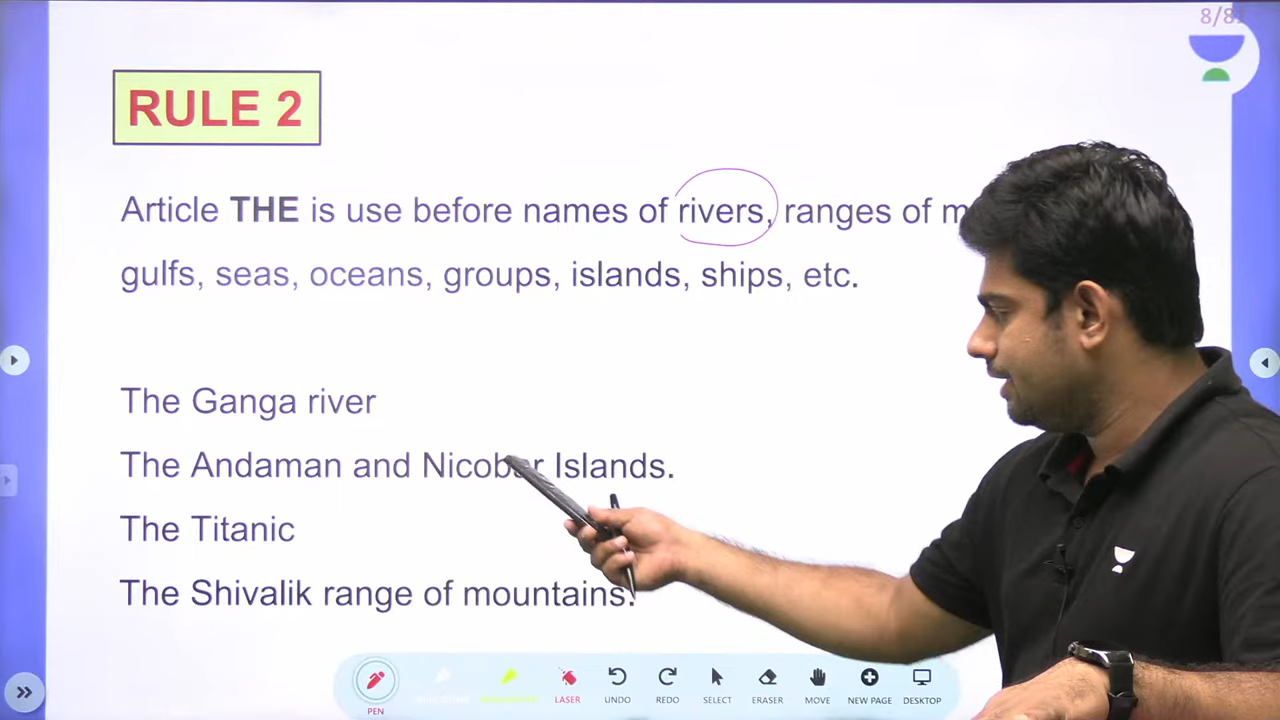 8/8
RULE 2
Article THE is use before names of rivers, ranges of
gulfs, seas, oceans, groups, islands, ships, etc.
The Ganga river
The Andaman and Nicobar Islands.
The Titanic
The Shivalik range of mountains.
PEN
LASER
UNDO
REDO
SELECT
ERASER
MOVE
NEW PAGE
DESKTOP